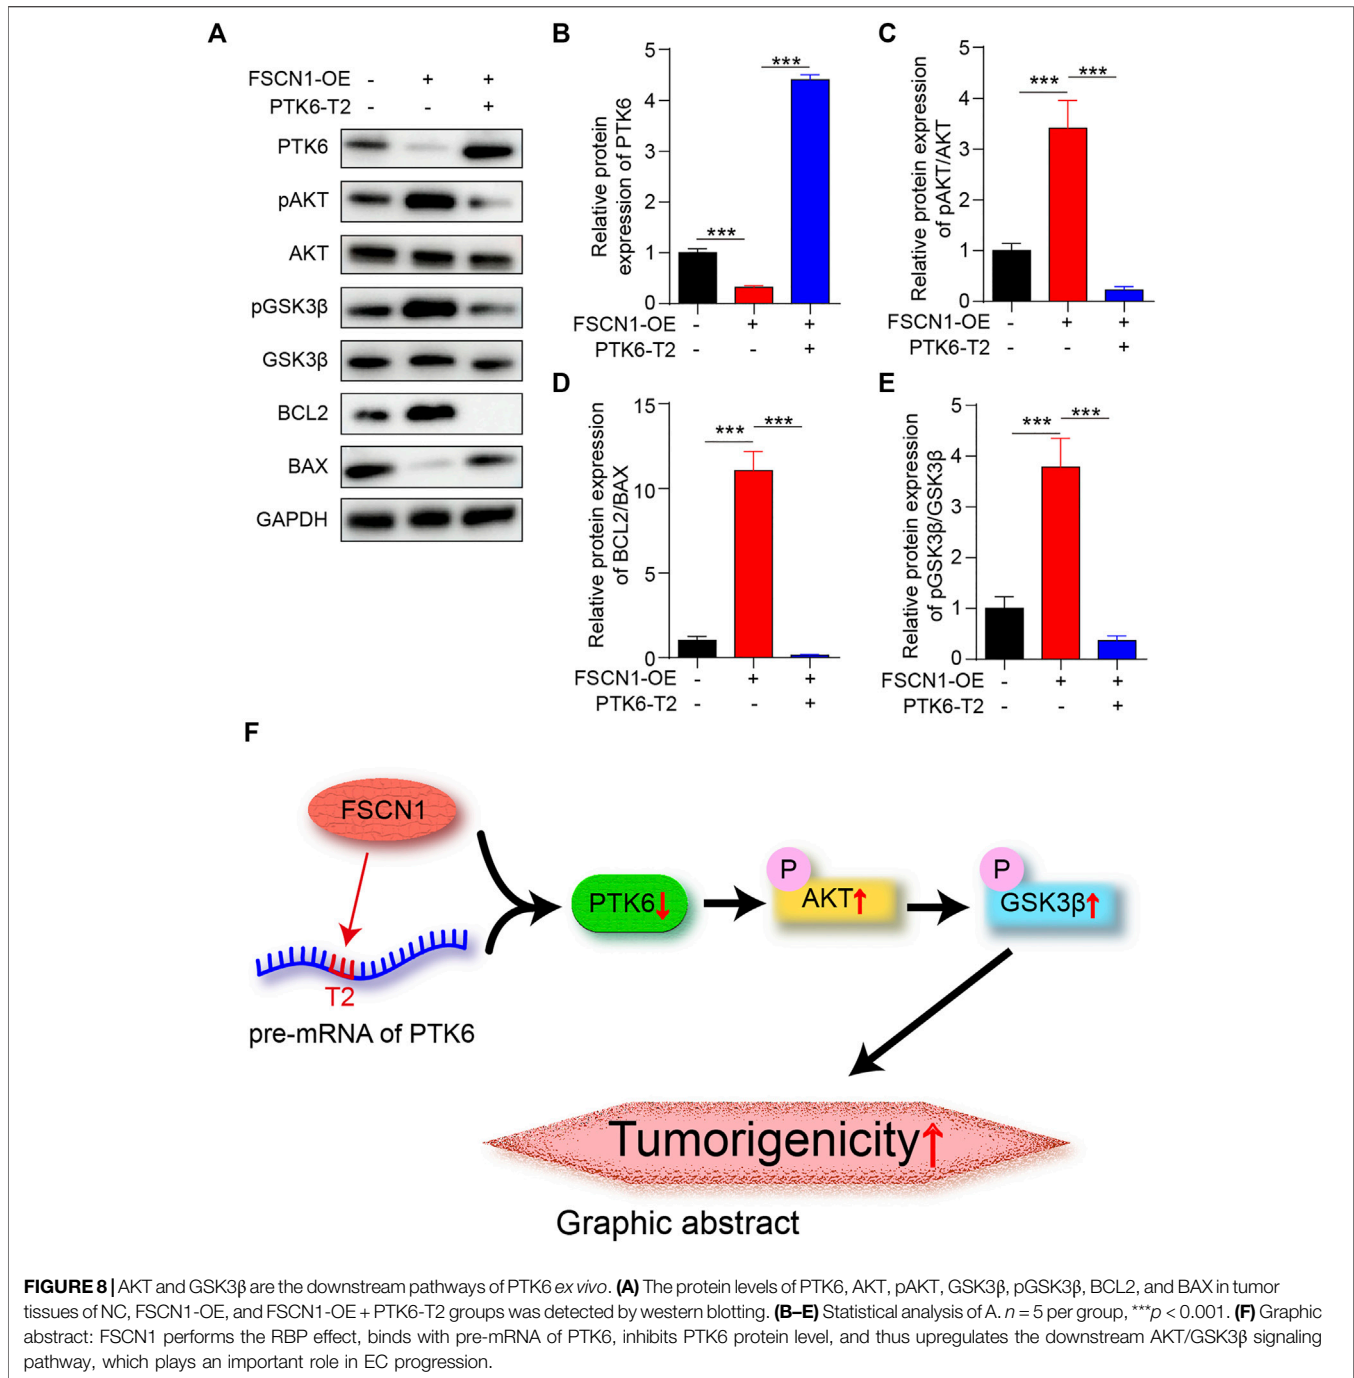 A
FSCN1-OE - + +
PTK6-T2 - - +
PTK6
pAKT
AKT
pGSK3β
GSK3β
BCL2
BAX
GAPDH
B
Relative protein
expression of PTK6
5
4
3
2
1
0
***
***
FSCN1-OE - + +
PTK6-T2 - - +
C
Relative protein expression
of pAKT/AKT
5
4
3
2
1
0
***
***
FSCN1-OE - + +
PTK6-T2 - - +
D
Relative protein expression
of BCL2/BAX
15
10
5
0
***
***
FSCN1-OE - + +
PTK6-T2 - - +
E
Relative protein expression
of pGSK3β/GSK3β
5
4
3
2
1
0
***
***
FSCN1-OE - + +
PTK6-T2 - - +
F
FSCN1
T2
pre-mRNA of PTK6
PTK6↓
P
AKT↑
P
GSK3β↑
Tumorigenicity↑
Graphic abstract
FIGURE 8 | AKT and GSK3β are the downstream pathways of PTK6 ex vivo. (A) The protein levels of PTK6, AKT, pAKT, GSK3β, pGSK3β, BCL2, and BAX in tumor
tissues of NC, FSCN1-OE, and FSCN1-OE + PTK6-T2 groups was detected by western blotting. (B–E) Statistical analysis of A. n = 5 per group, ***p < 0.001. (F) Graphic
abstract: FSCN1 performs the RBP effect, binds with pre-mRNA of PTK6, inhibits PTK6 protein level, and thus upregulates the downstream AKT/GSK3β signaling
pathway, which plays an important role in EC progression.